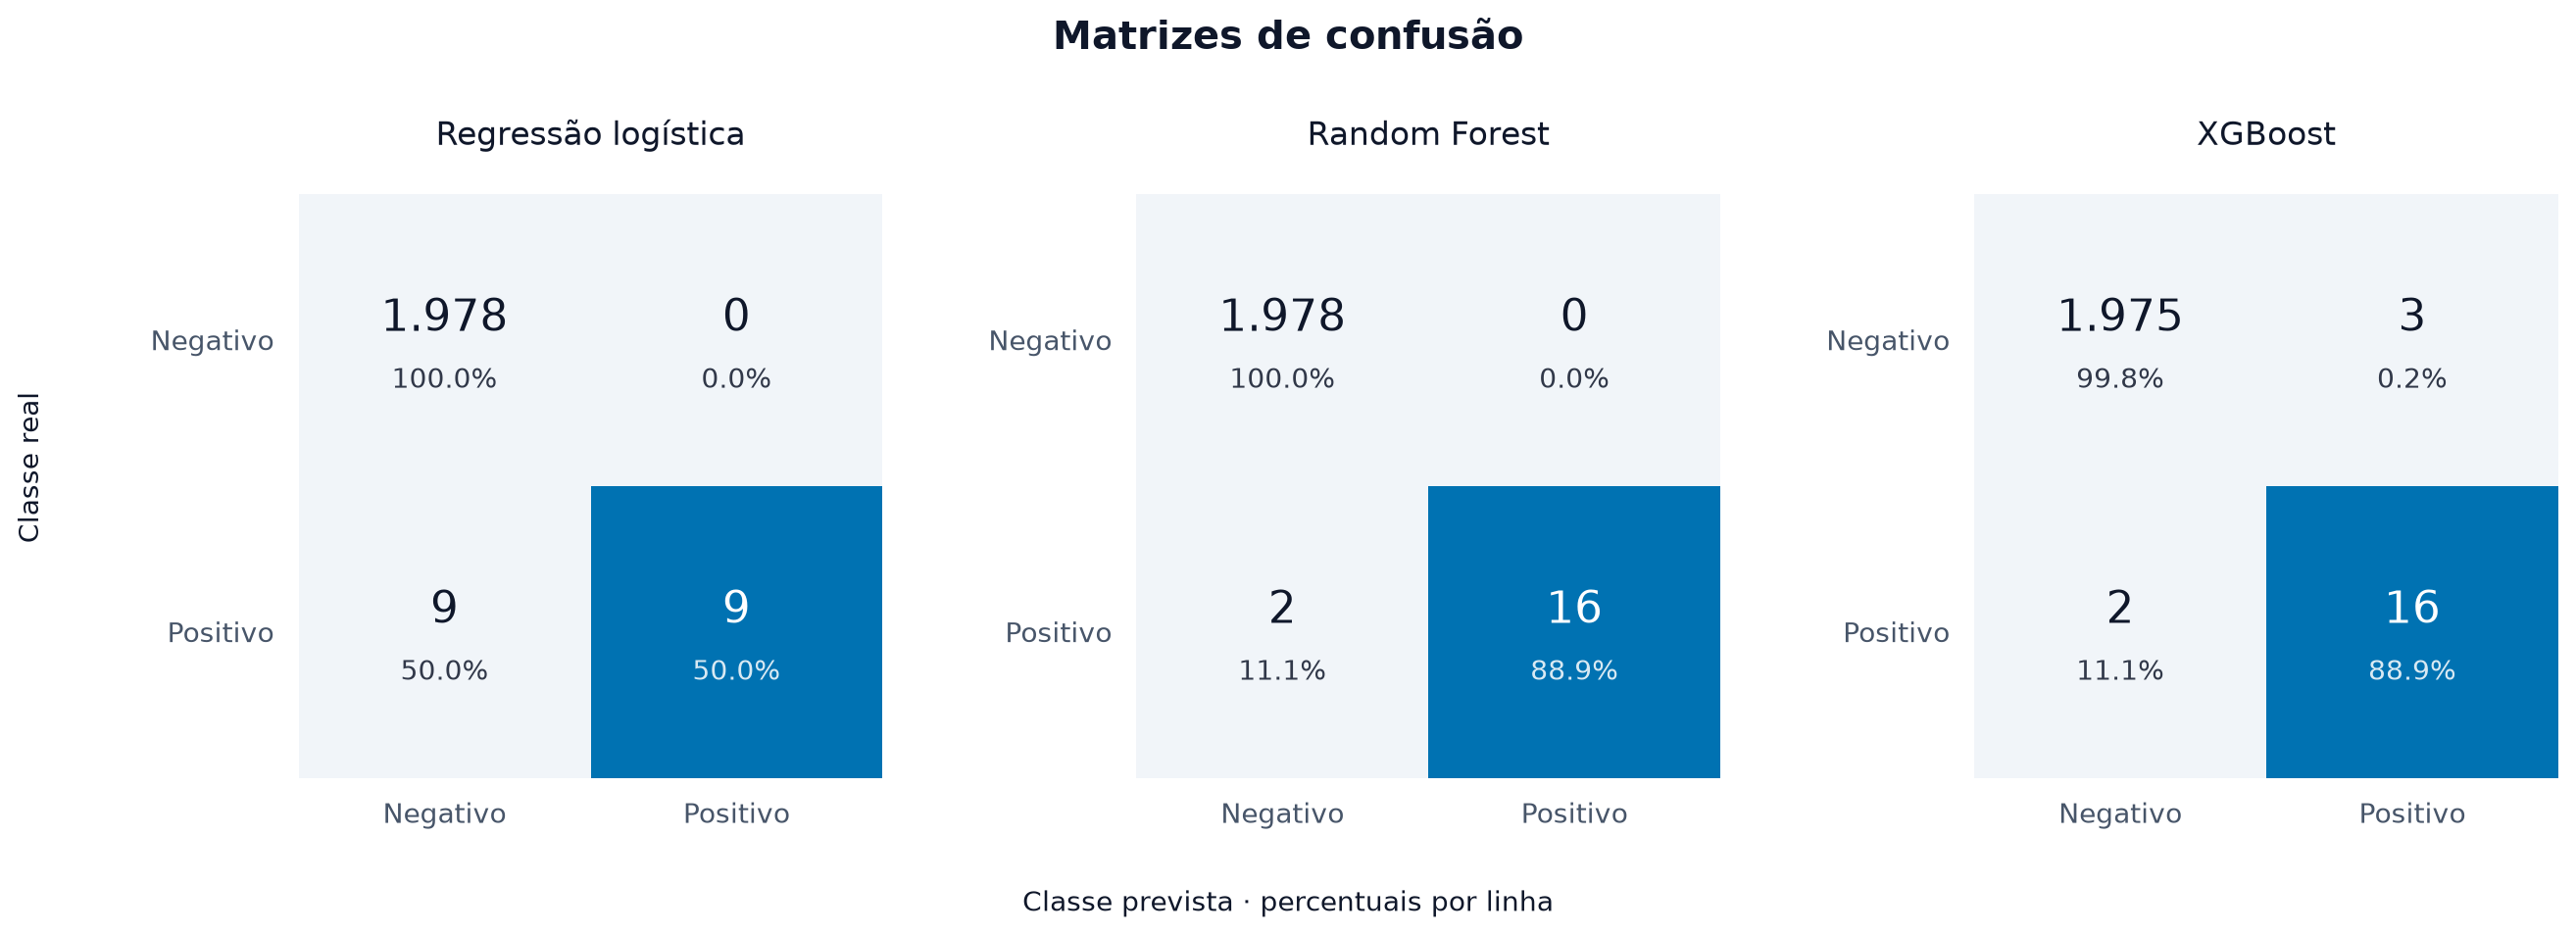 Matrizes de confusão
Regressão logística
Random Forest
XGBoost
Classe real
Negativo
1.978
0
100.0%
0.0%
Positivo
9
9
50.0%
50.0%
Negativo
Positivo
Negativo
1.978
0
100.0%
0.0%
Positivo
2
16
11.1%
88.9%
Negativo
Positivo
Negativo
1.975
3
99.8%
0.2%
Positivo
2
16
11.1%
88.9%
Negativo
Positivo
Classe prevista · percentuais por linha